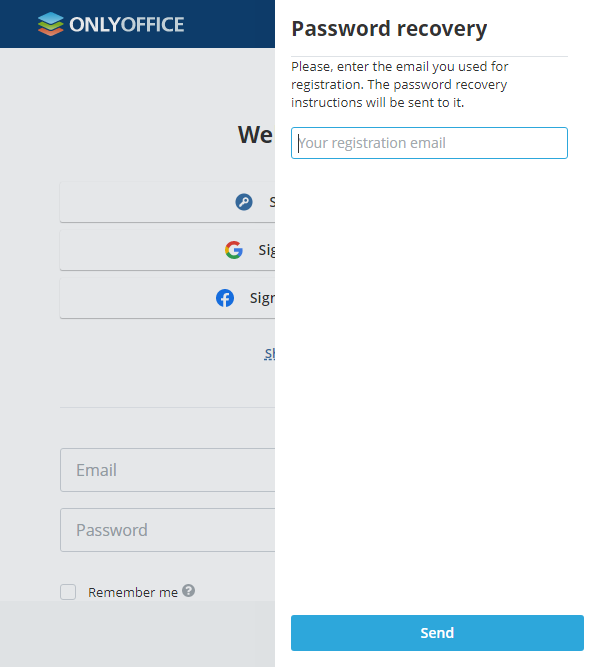 ONLYOFFICE
We
S
Sig
Sigr
Sh
Email
Password
Remember me ?
Password recovery
Please, enter the email you used for
registration. The password recovery
instructions will be sent to it.
Your registration email
Send